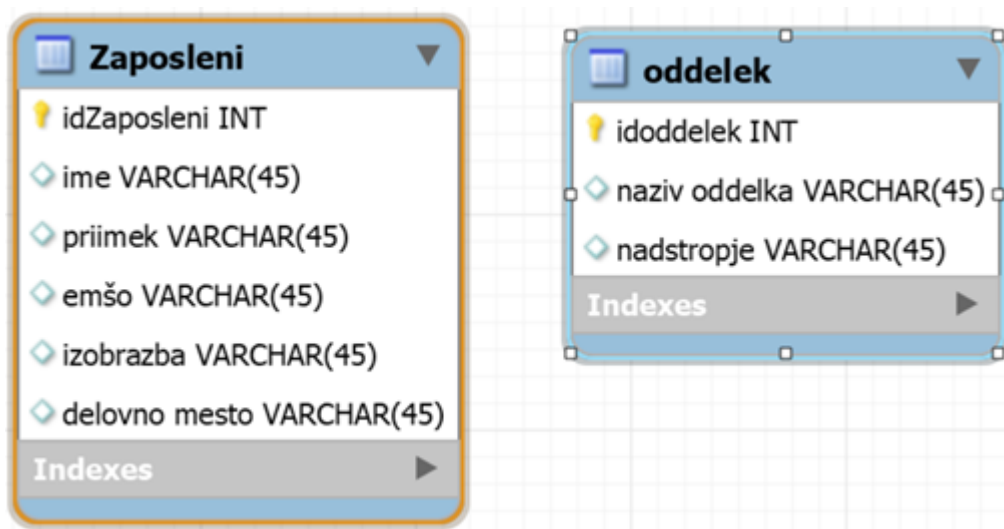 Zaposleni
idZaposleni INT
ime VARCHAR(45)
priimek VARCHAR(45)
emšo VARCHAR(45)
izobrazba VARCHAR(45)
delovno mesto VARCHAR(45)
Indexes
oddelek
idoddelek INT
naziv oddelka VARCHAR(45)
nadstropje VARCHAR(45)
Indexes